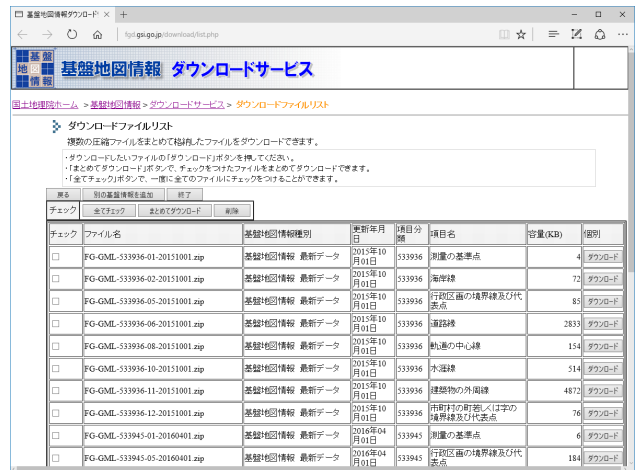 基盤地図情報ダウンロード
fgd.gsi.go.jp/download/list.php
基盤
地図
情報
基盤地図情報 ダウンロードサービス
国土地理院ホーム > 基盤地図情報 > ダウンロードサービス > ダウンロードファイルリスト
ダウンロードファイルリスト
複数の圧縮ファイルをまとめて格納したファイルをダウンロードできます。
・ダウンロードしたいファイルの「ダウンロード」ボタンを押してください。
・「まとめてダウンロード」ボタンで、チェックをつけたファイルをまとめてダウンロードできます。
・「全てチェック」ボタンで、一度に全てのファイルにチェックをつけることができます。
戻る 別の基盤情報を追加 終了
チェック 全てチェック まとめてダウンロード 削除
チェック ファイル名 基盤地図情報種別 更新年月日 項目分類 項目名 容量(KB) 個別
FG-GML-533936-01-20151001.zip 基盤地図情報 最新データ 2015年10月01日 533936 測量の基準点 4 ダウンロード
FG-GML-533936-02-20151001.zip 基盤地図情報 最新データ 2015年10月01日 533936 海岸線 72 ダウンロード
FG-GML-533936-05-20151001.zip 基盤地図情報 最新データ 2015年10月01日 533936 行政区画の境界線及び代表点 85 ダウンロード
FG-GML-533936-06-20151001.zip 基盤地図情報 最新データ 2015年10月01日 533936 道路縁 2833 ダウンロード
FG-GML-533936-08-20151001.zip 基盤地図情報 最新データ 2015年10月01日 533936 軌道の中心線 154 ダウンロード
FG-GML-533936-10-20151001.zip 基盤地図情報 最新データ 2015年10月01日 533936 水涯線 514 ダウンロード
FG-GML-533936-11-20151001.zip 基盤地図情報 最新データ 2015年10月01日 533936 建築物の外周線 4872 ダウンロード
FG-GML-533936-12-20151001.zip 基盤地図情報 最新データ 2015年10月01日 533936 市町村の町若しくは字の境界線及び代表点 76 ダウンロード
FG-GML-533945-01-20160401.zip 基盤地図情報 最新データ 2016年04月01日 533945 測量の基準点 6 ダウンロード
FG-GML-533945-05-20160401.zip 基盤地図情報 最新データ 2016年04月01日 533945 行政区画の境界線及び代表点 184 ダウンロード